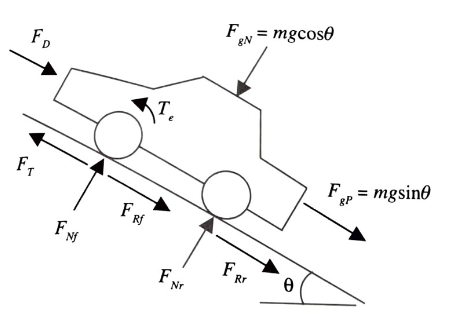 F_D
F_gN = mgcosθ
T_e
F_T
F_gP = mgsinθ
F_Rf
F_Nf
F_Nr
F_Rr
θ